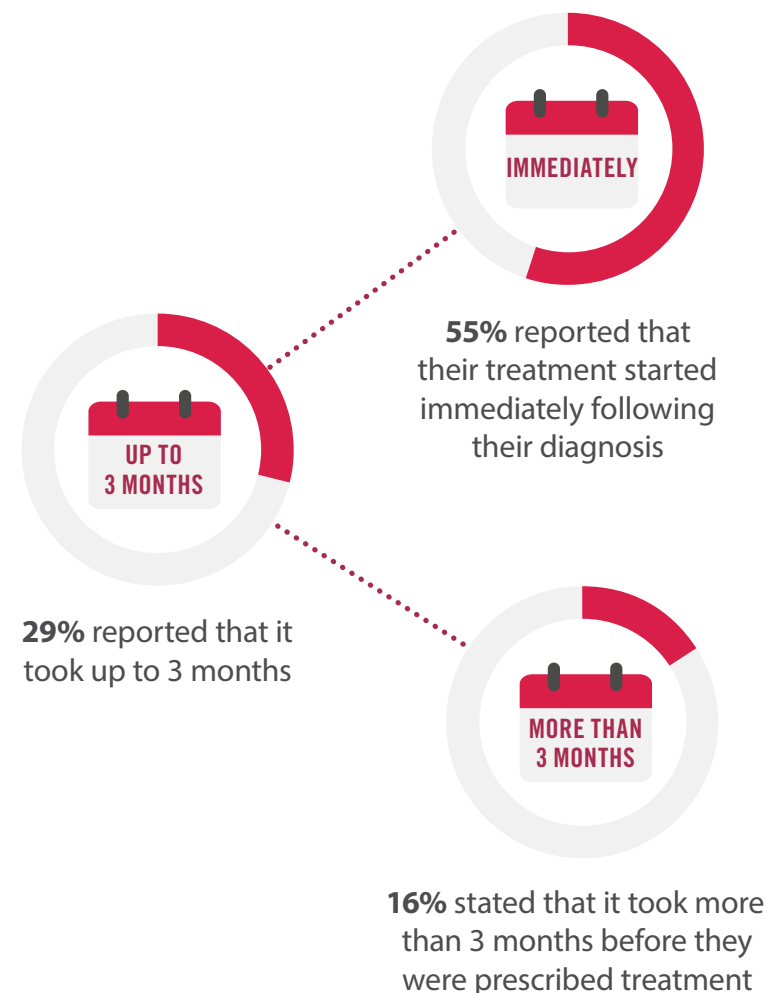 IMMEDIATELY
55% reported that
their treatment started
immediately following
their diagnosis
UP TO
3 MONTHS
29% reported that it
took up to 3 months
MORE THAN
3 MONTHS
16% stated that it took more
than 3 months before they
were prescribed treatment